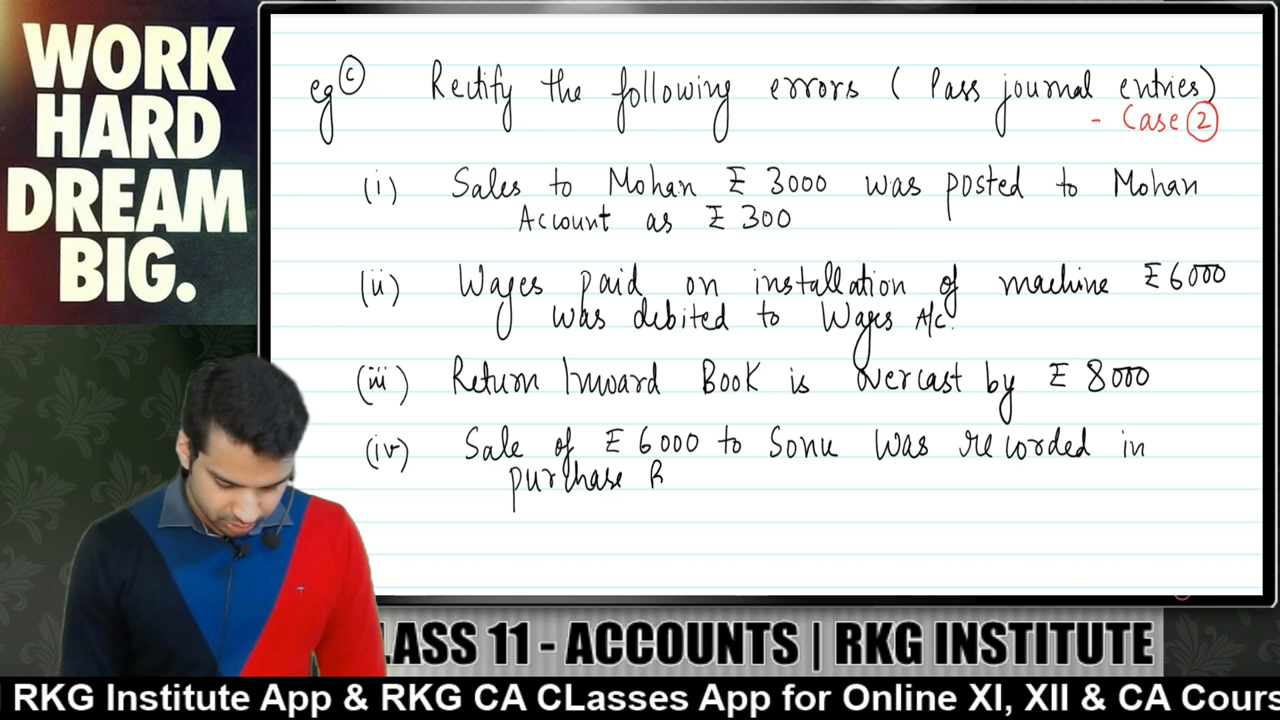 WORK
HARD
DREAM
BIG.
eg (c) Rectify the following errors ( Pass journal entries)
- Case (2)
(i) Sales to Mohan ₹ 3000 was posted to Mohan
Account as ₹ 300
(ii) Wages paid on installation of machine ₹ 6000
was debited to Wages A/c.
(iii) Return Inward Book is overcast by ₹ 8000
(iv) Sale of ₹ 6000 to Sonu was recorded in
purchase B
LASS 11 - ACCOUNTS | RKG INSTITUTE
RKG Institute App & RKG CA CLasses App for Online XI, XII & CA Cours